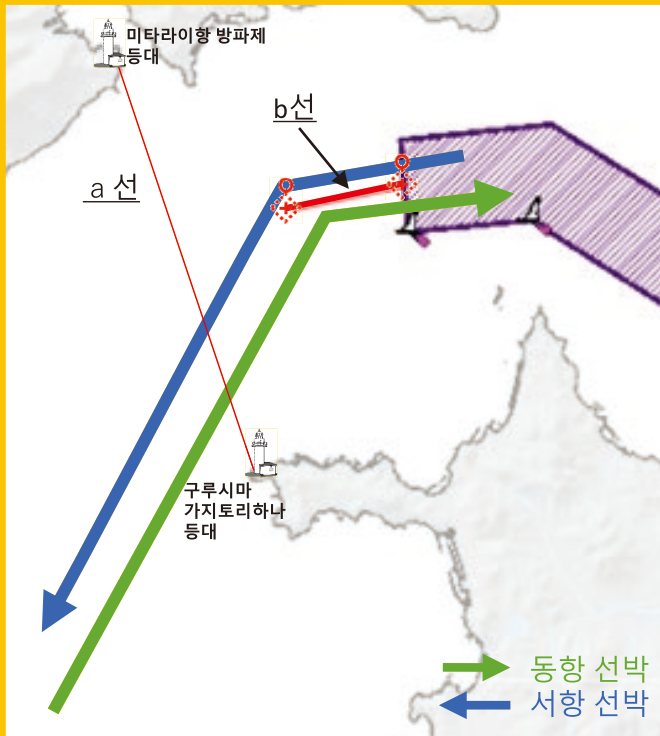 미타라이항 방파제
등대
b선
a 선
구루시마
가지토리하나
등대
동항 선박
서항 선박